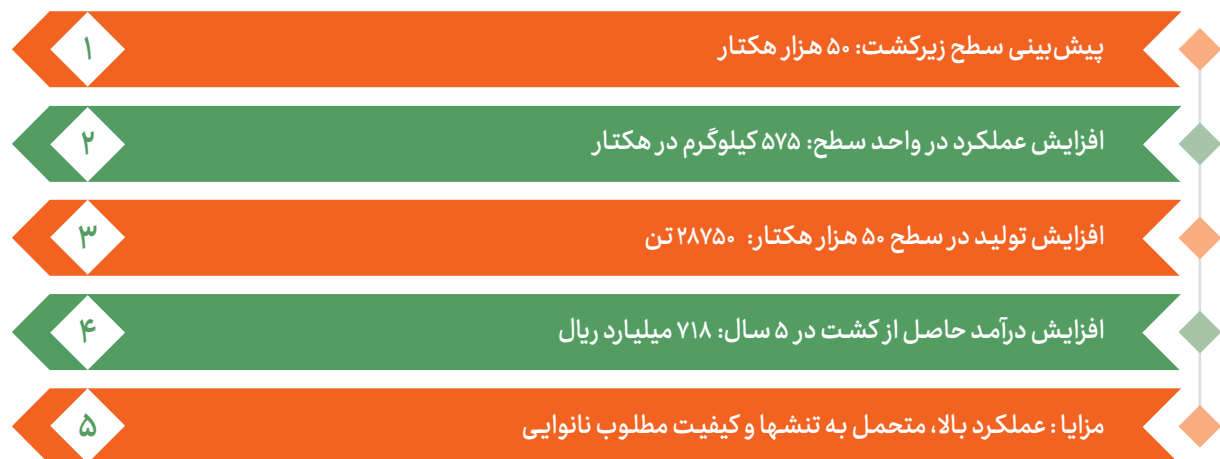 پیش‌بینی سطح زیرکشت: ۵۰ هزار هکتار ۱
افزایش عملکرد در واحد سطح: ۵۷۵ کیلوگرم در هکتار ۲
افزایش تولید در سطح ۵۰ هزار هکتار: ۲۸۷۵۰ تن ۳
افزایش درآمد حاصل از کشت در ۵ سال: ۷۱۸ میلیارد ریال ۴
مزایا : عملکرد بالا، متحمل به تنشها و کیفیت مطلوب نانوایی ۵